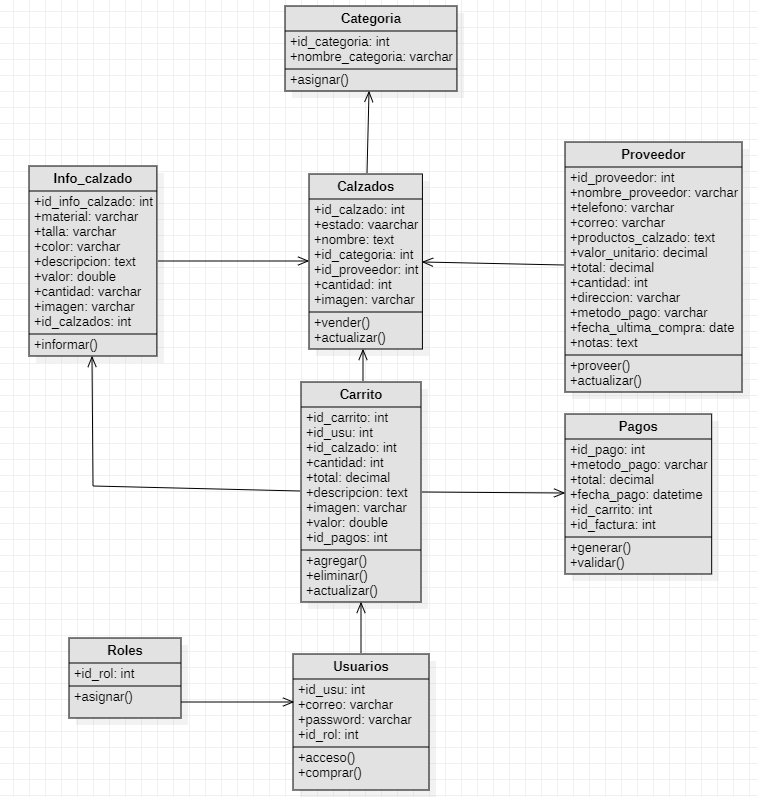 Categoria
+id_categoria: int
+nombre_categoria: varchar
+asignar()
Info_calzado
+id_info_calzado: int
+material: varchar
+talla: varchar
+color: varchar
+descripcion: text
+valor: double
+cantidad: varchar
+imagen: varchar
+id_calzados: int
+informar()
Calzados
+id_calzado: int
+estado: vaarchar
+nombre: text
+id_categoria: int
+id_proveedor: int
+cantidad: int
+imagen: varchar
+vender()
+actualizar()
Proveedor
+id_proveedor: int
+nombre_proveedor: varchar
+telefono: varchar
+correo: varchar
+productos_calzado: text
+valor_unitario: decimal
+total: decimal
+cantidad: int
+direccion: varchar
+metodo_pago: varchar
+fecha_ultima_compra: date
+notas: text
+proveer()
+actualizar()
Carrito
+id_carrito: int
+id_usu: int
+id_calzado: int
+cantidad: int
+total: decimal
+descripcion: text
+imagen: varchar
+valor: double
+id_pagos: int
+agregar()
+eliminar()
+actualizar()
Pagos
+id_pago: int
+metodo_pago: varchar
+total: decimal
+fecha_pago: datetime
+id_carrito: int
+id_factura: int
+generar()
+validar()
Roles
+id_rol: int
+asignar()
Usuarios
+id_usu: int
+correo: varchar
+password: varchar
+id_rol: int
+acceso()
+comprar()